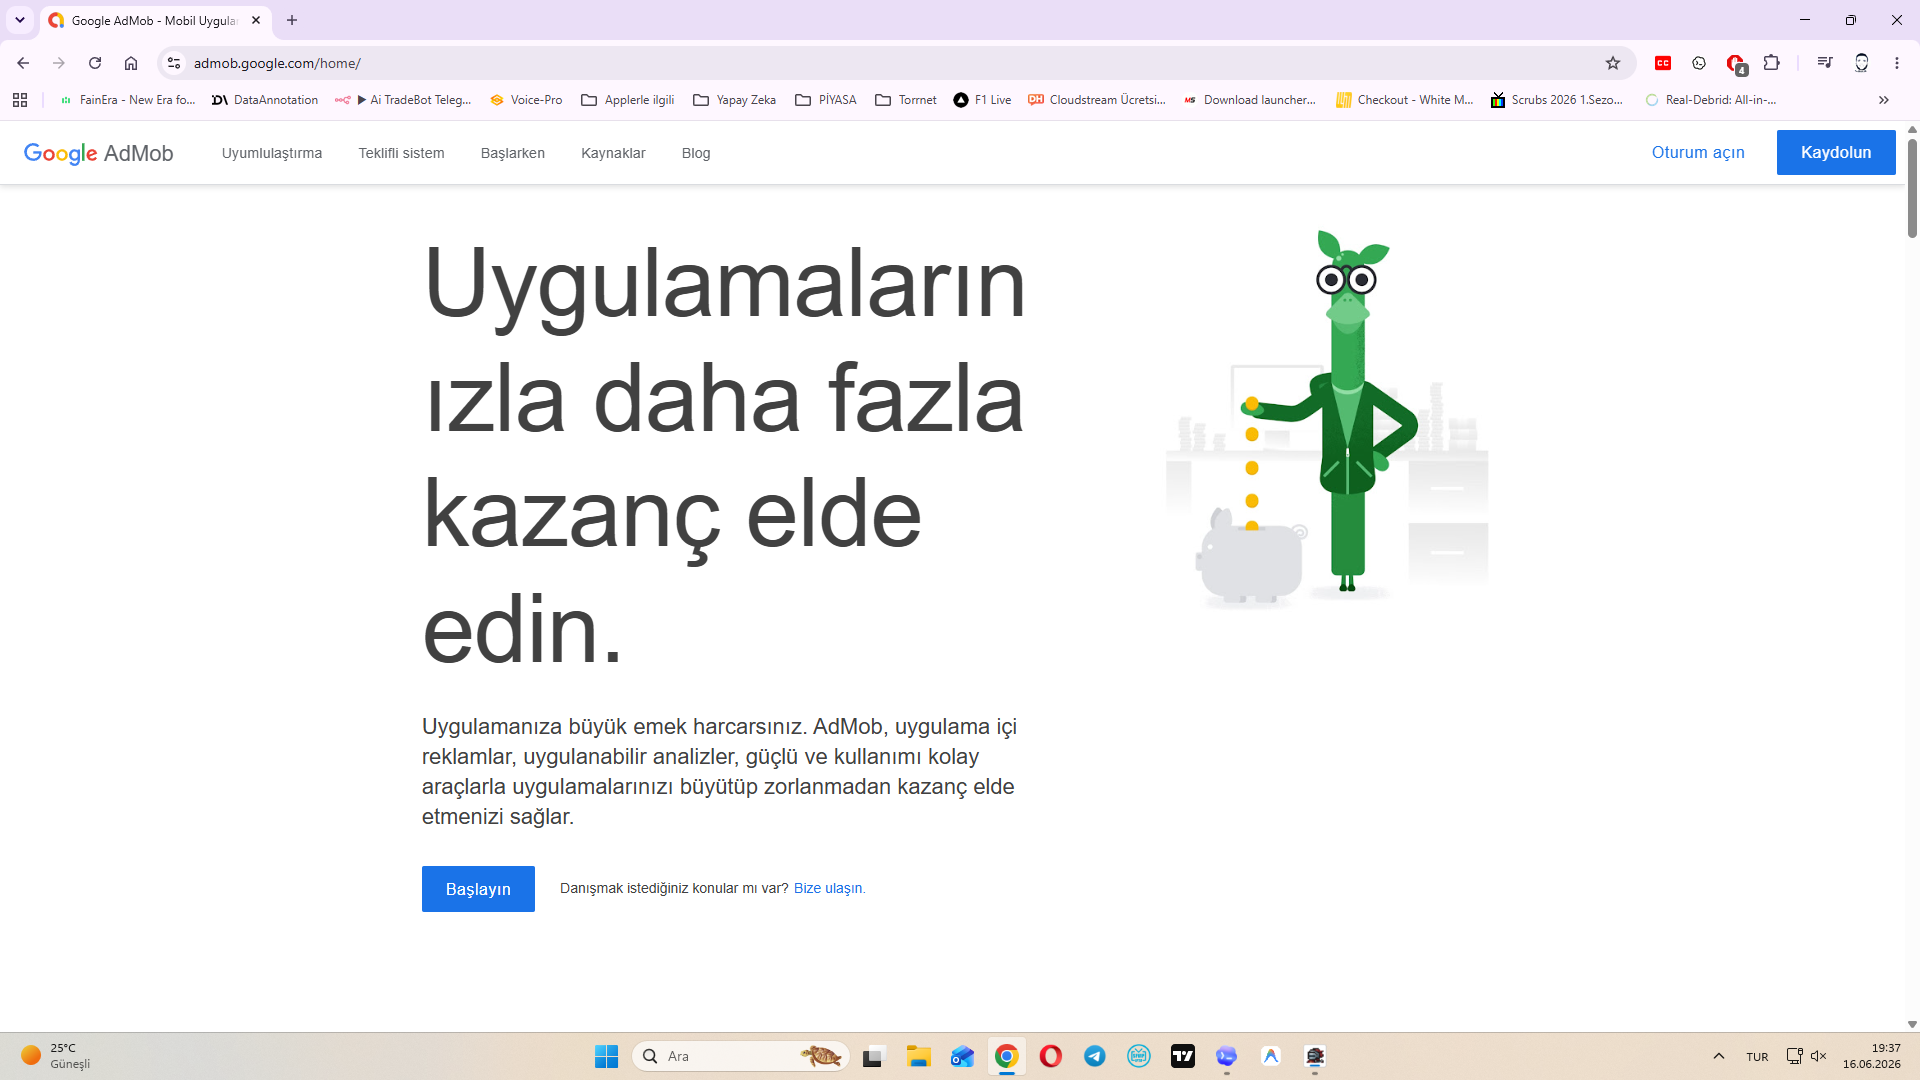 Google AdMob - Mobil Uygula
admob.google.com/home/
CC
4
FainEra - New Era fo...
DataAnnotation
Ai TradeBot Teleg...
Voice-Pro
Applerle ilgili
Yapay Zeka
PİYASA
Torrnet
F1 Live
DH Cloudstream Ücretsi...
MS Download launcher...
Checkout - White M...
Scrubs 2026 1.Sezo...
Real-Debrid: All-in-...
Google AdMob
Uyumlulaştırma
Teklifli sistem
Başlarken
Kaynaklar
Blog
Oturum açın
Kaydolun
Uygulamaların
ızla daha fazla
kazanç elde
edin.
Uygulamanıza büyük emek harcarsınız. AdMob, uygulama içi
reklamlar, uygulanabilir analizler, güçlü ve kullanımı kolay
araçlarla uygulamalarınızı büyütüp zorlanmadan kazanç elde
etmenizi sağlar.
Başlayın
Danışmak istediğiniz konular mı var? Bize ulaşın.
25°C
Güneşli
Ara
TUR
19:37
16.06.2026